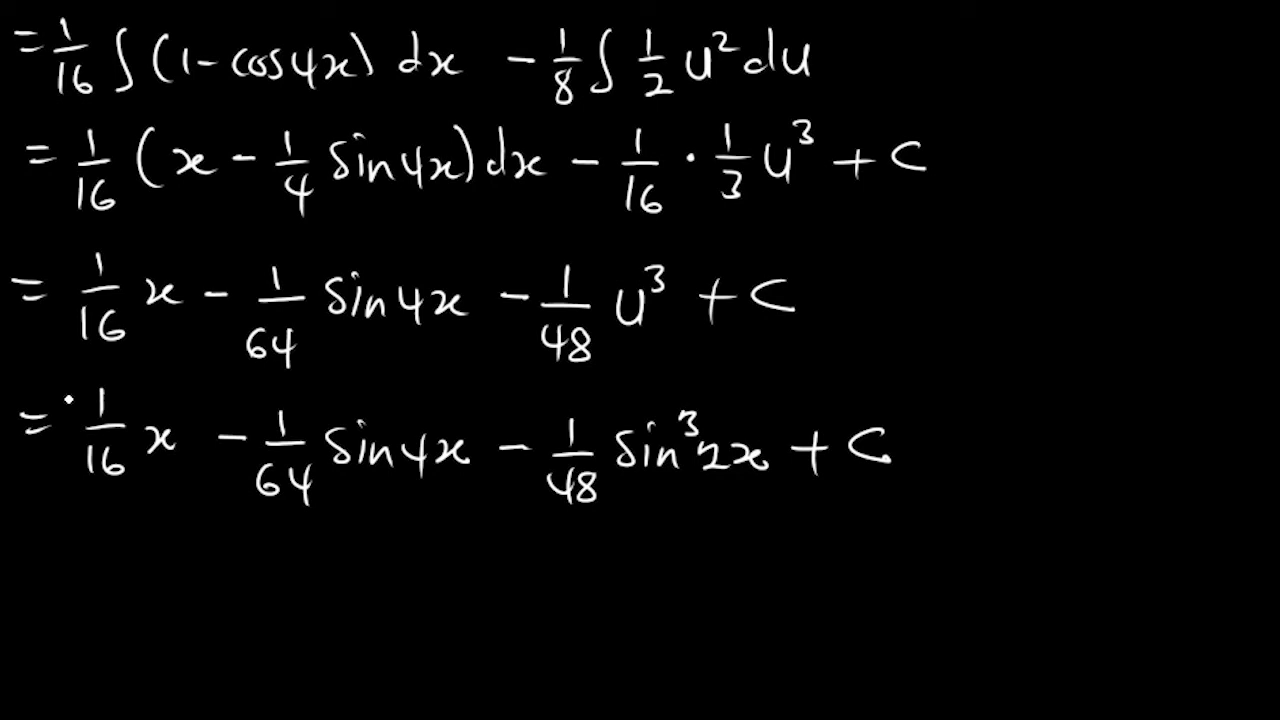 = 1/16 ∫ (1 - cos4x) dx - 1/8 ∫ 1/2 u² du
= 1/16 (x - 1/4 sin4x) dx - 1/16 · 1/3 u³ + C
= 1/16 x - 1/64 sin4x - 1/48 u³ + C
= 1/16 x - 1/64 sin4x - 1/48 sin³2x + C